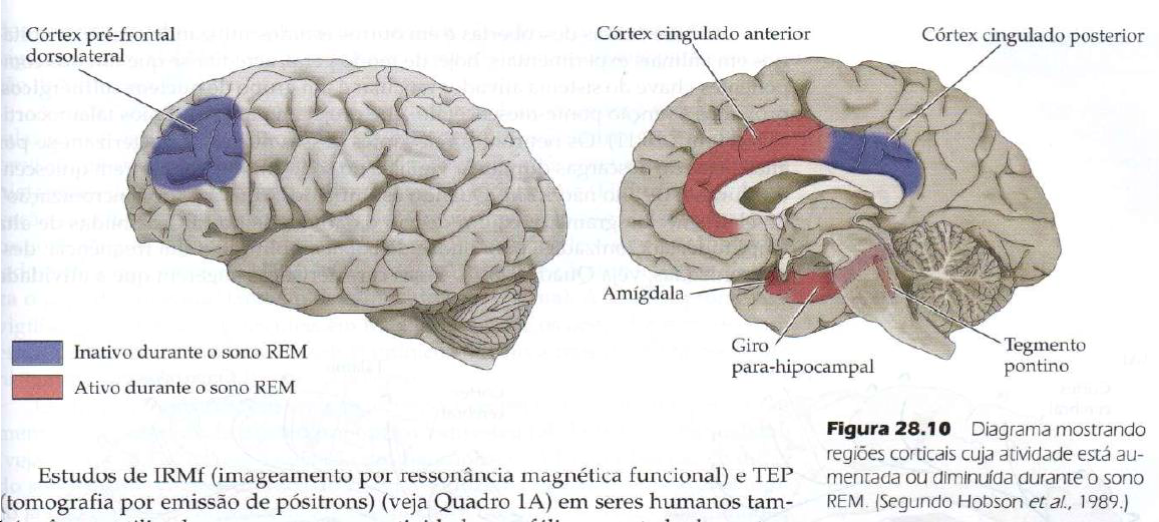 Córtex pré-frontal
dorsolateral
Córtex cingulado anterior
Córtex cingulado posterior
Amígdala
Giro
para-hipocampal
Tegmento
pontino
Inativo durante o sono REM
Ativo durante o sono REM
Figura 28.10 Diagrama mostrando
regiões corticais cuja atividade está au-
mentada ou diminuída durante o sono
REM. (Segundo Hobson et al., 1989.)
Estudos de IRMf (imageamento por ressonância magnética funcional) e TEP
(tomografia por emissão de pósitrons) (veja Quadro 1A) em seres humanos tam-